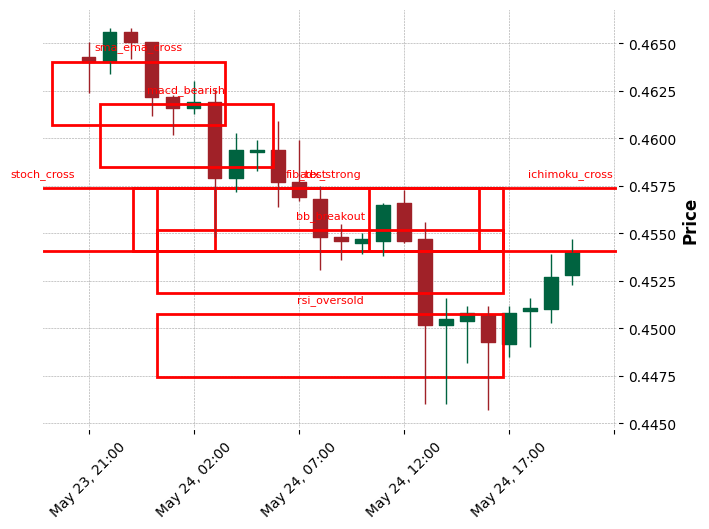 sma_ema_cross
macd_bearish
stoch_cross
strong
ichimoku_cross
bb_breakout
rsi_oversold
0.4650
0.4625
0.4600
0.4575
0.4550
0.4525
0.4500
0.4475
0.4450
Price
May 23, 21:00
May 24, 02:00
May 24, 07:00
May 24, 12:00
May 24, 17:00